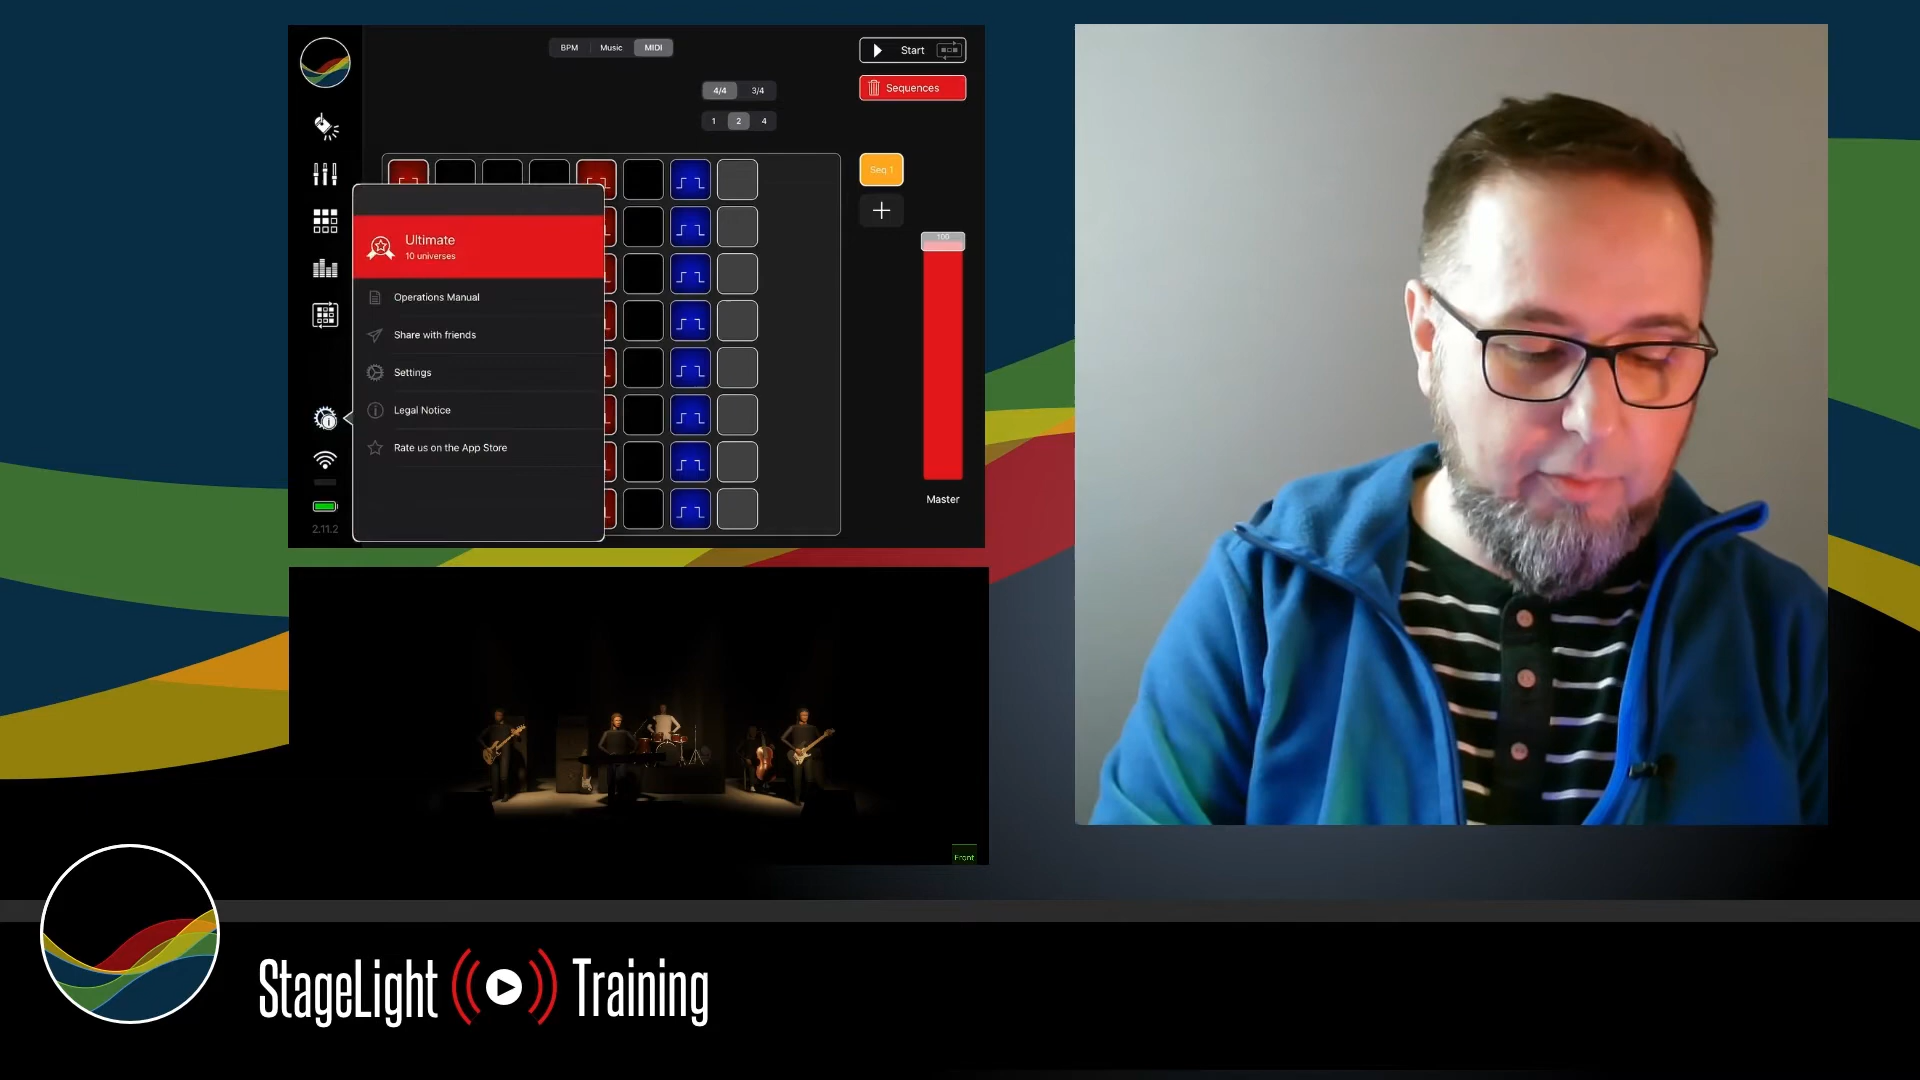 BPM Music MIDI
Start
4/4 3/4
Sequences
1 2 4
Seq 1
100
Ultimate
10 universes
Operations Manual
Share with friends
Settings
Legal Notice
Rate us on the App Store
Master
2.11.2
Front
StageLight Training